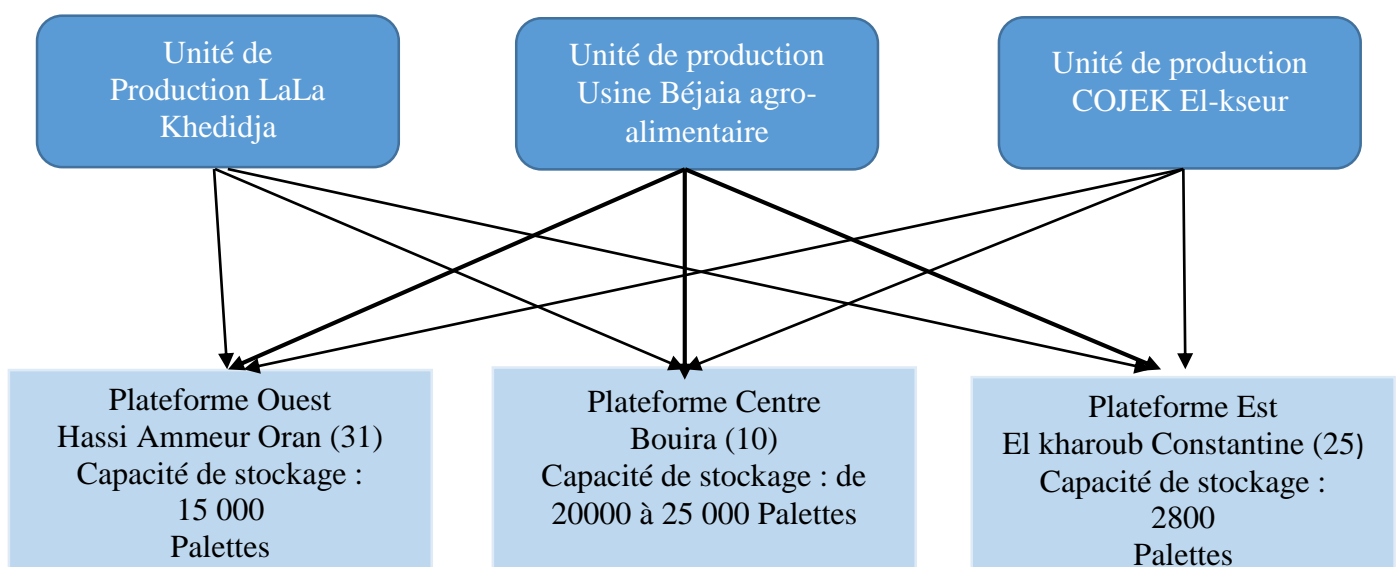 Unité de
Production LaLa
Khedidja
Unité de production
Usine Béjaia agro-
alimentaire
Unité de production
COJEK El-kseur
Plateforme Ouest
Hassi Ammeur Oran (31)
Capacité de stockage :
15 000
Palettes
Plateforme Centre
Bouira (10)
Capacité de stockage : de
20000 à 25 000 Palettes
Plateforme Est
El kharoub Constantine (25)
Capacité de stockage :
2800
Palettes